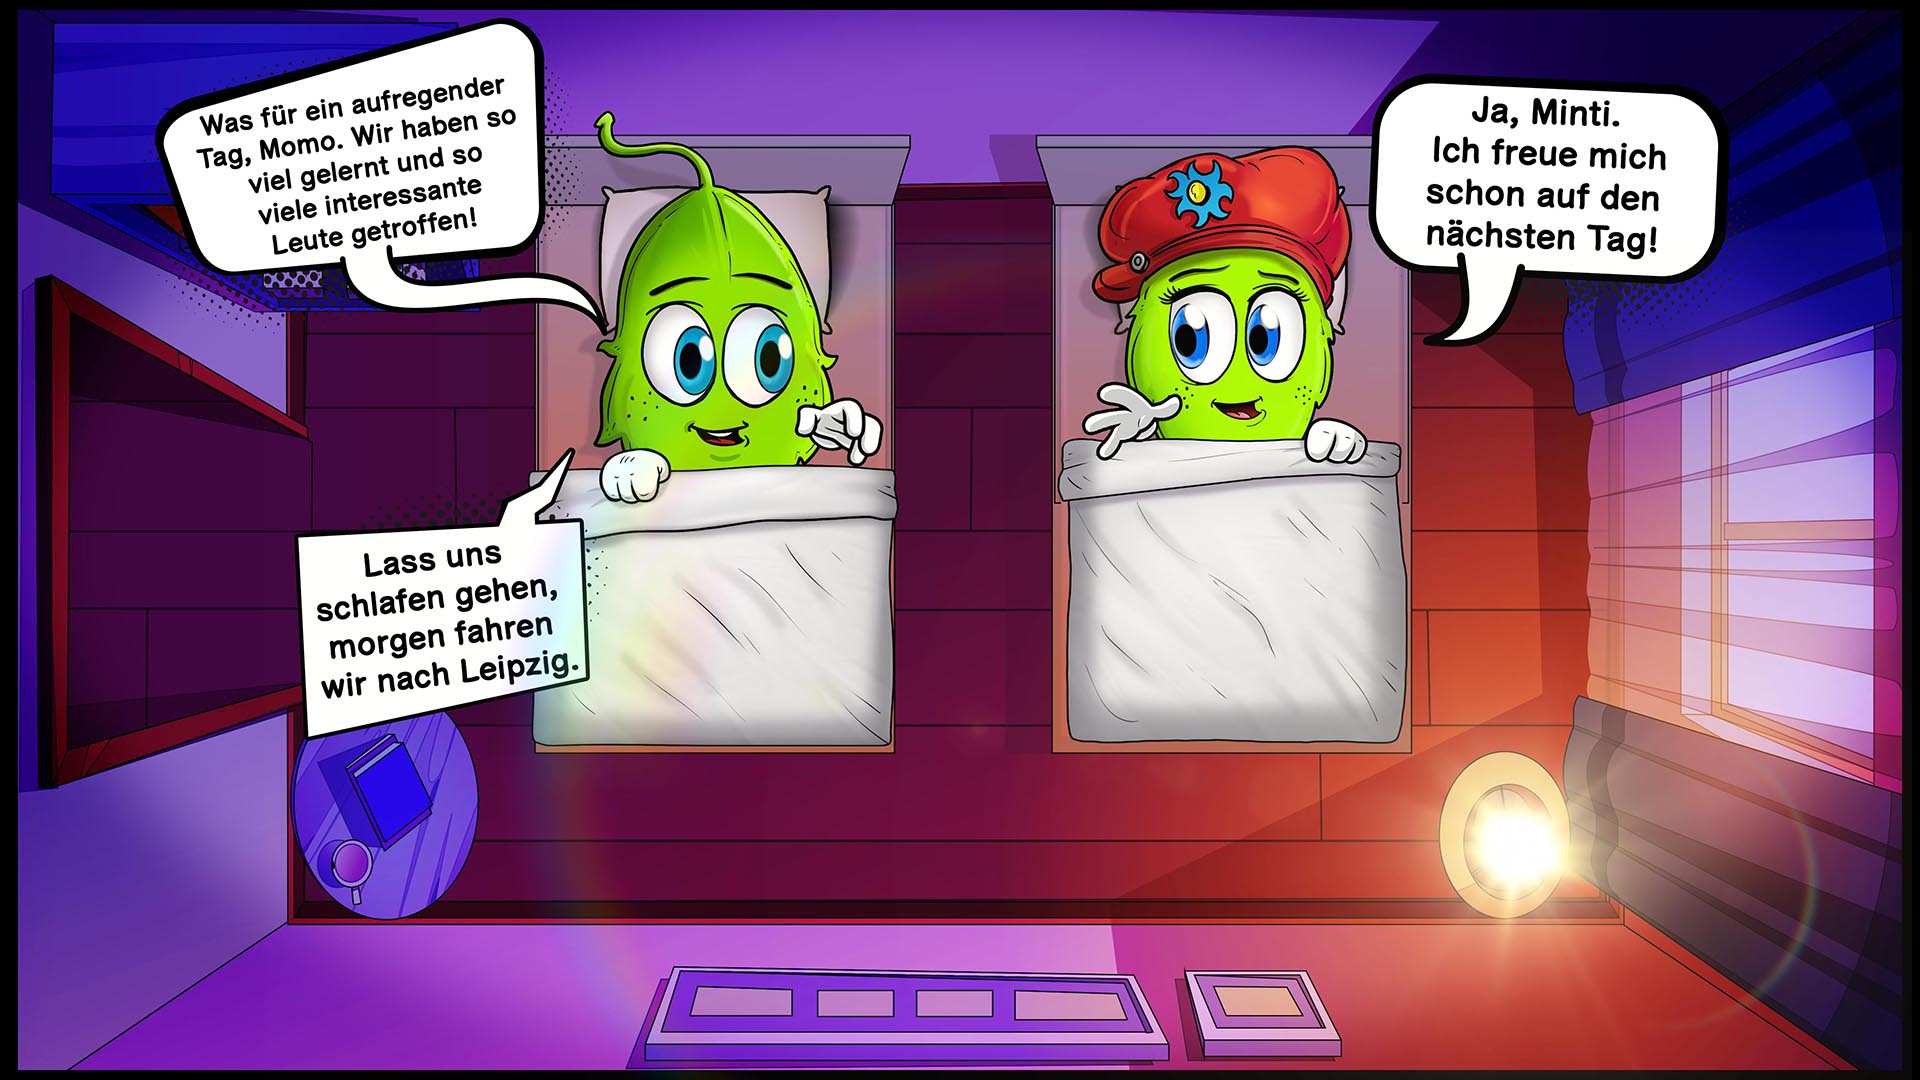 Was für ein aufregender
Tag, Momo. Wir haben so
viel gelernt und so
viele interessante
Leute getroffen!
Ja, Minti.
Ich freue mich
schon auf den
nächsten Tag!
Lass uns
schlafen gehen,
morgen fahren
wir nach Leipzig.